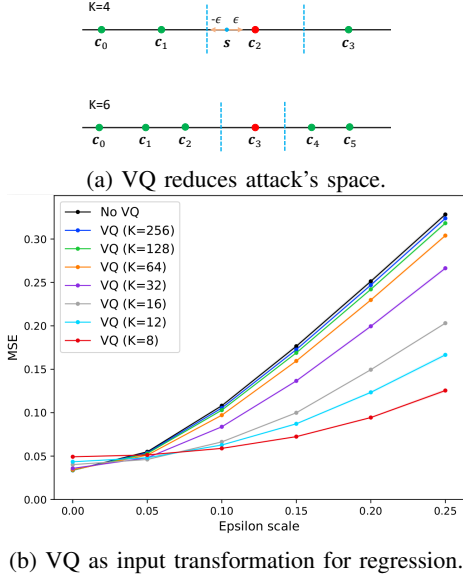 K=4
-ϵ ϵ
c₀ c₁ s c₂ c₃
K=6
c₀ c₁ c₂ c₃ c₄ c₅
(a) VQ reduces attack's space.
No VQ
VQ (K=256)
VQ (K=128)
VQ (K=64)
VQ (K=32)
VQ (K=16)
VQ (K=12)
VQ (K=8)
MSE
0.30
0.25
0.20
0.15
0.10
0.05
0.00
0.00 0.05 0.10 0.15 0.20 0.25
Epsilon scale
(b) VQ as input transformation for regression.